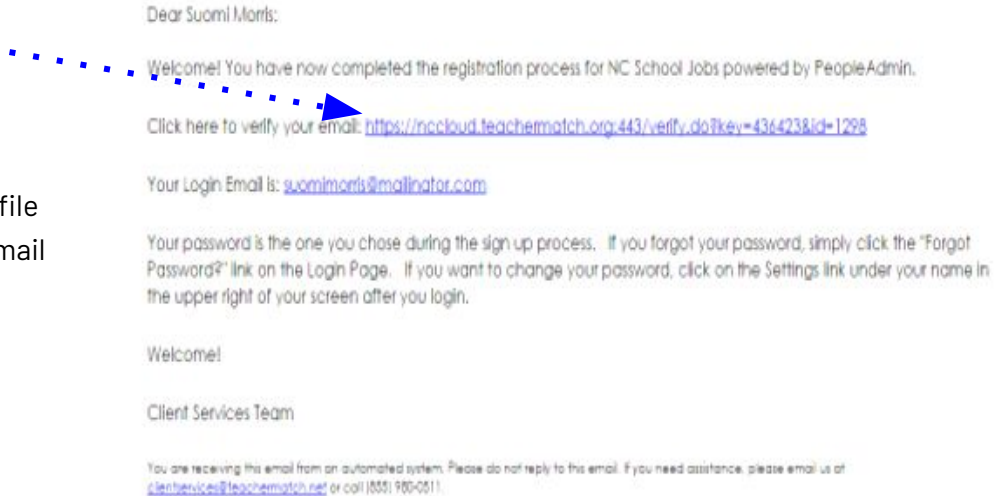 Dear Suomi Morris:
Welcome! You have now completed the registration process for NC School Jobs powered by PeopleAdmin.
Click here to verify your email: https://nccloud.teachermatch.org:443/verify.do?key=436423&id=1298
Your Login Email is: suomimorris@mailinator.com
file
mail
Your password is the one you chose during the sign up process. If you forgot your password, simply click the "Forgot
Password?" link on the Login Page. If you want to change your password, click on the Settings link under your name in
the upper right of your screen after you login.
Welcome!
Client Services Team
You are receiving this email from an automated system. Please do not reply to this email. If you need assistance, please email us at
clientservices@teachermatch.net or call (855) 980-0511.